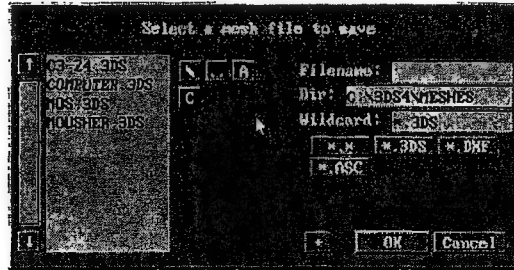 Select a mesh file to save
03-24.3DS
COMPUTER.3DS
MOS.3DS
MOUSHER.3DS
\ .. A
C
Filename:
Dir: C:\3DS4\MESHES
Wildcard: *.3DS
*.* *.3DS *.DXF
*.ASC
+ OK Cancel